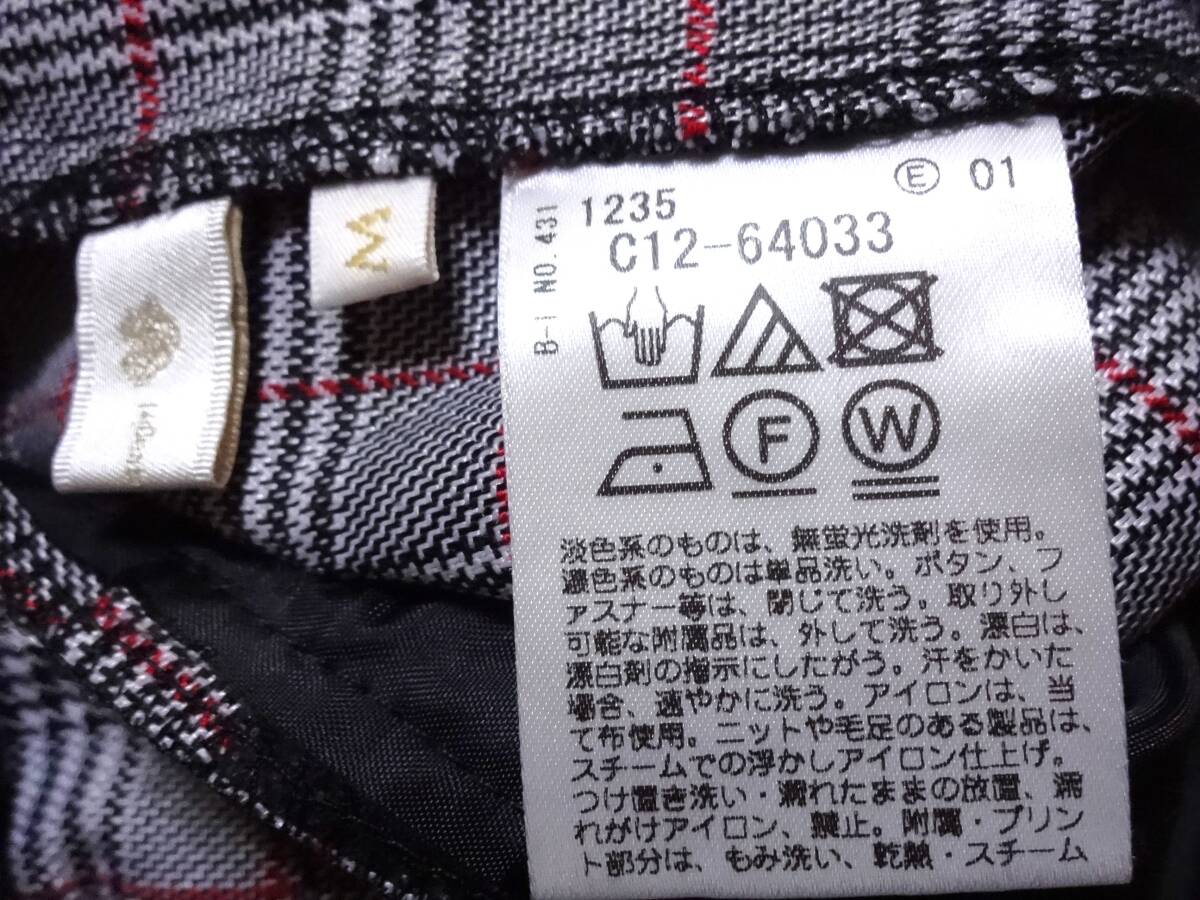 M
B-I NO.431
1235
Ⓔ 01
C12-64033
F
W
淡色系のものは、無蛍光洗剤を使用。
濃色系のものは単品洗い。ボタン、フ
ァスナー等は、閉じて洗う。取り外し
可能な附属品は、外して洗う。漂白は、
漂白剤の指示にしたがう。汗をかいた
場合、速やかに洗う。アイロンは、当
て布使用。ニットや毛足のある製品は、
スチームでの浮かしアイロン仕上げ。
つけ置き洗い・濡れたままの放置、濡
れがけアイロン、禁止。附属・プリン
ト部分は、もみ洗い、乾熱・スチーム